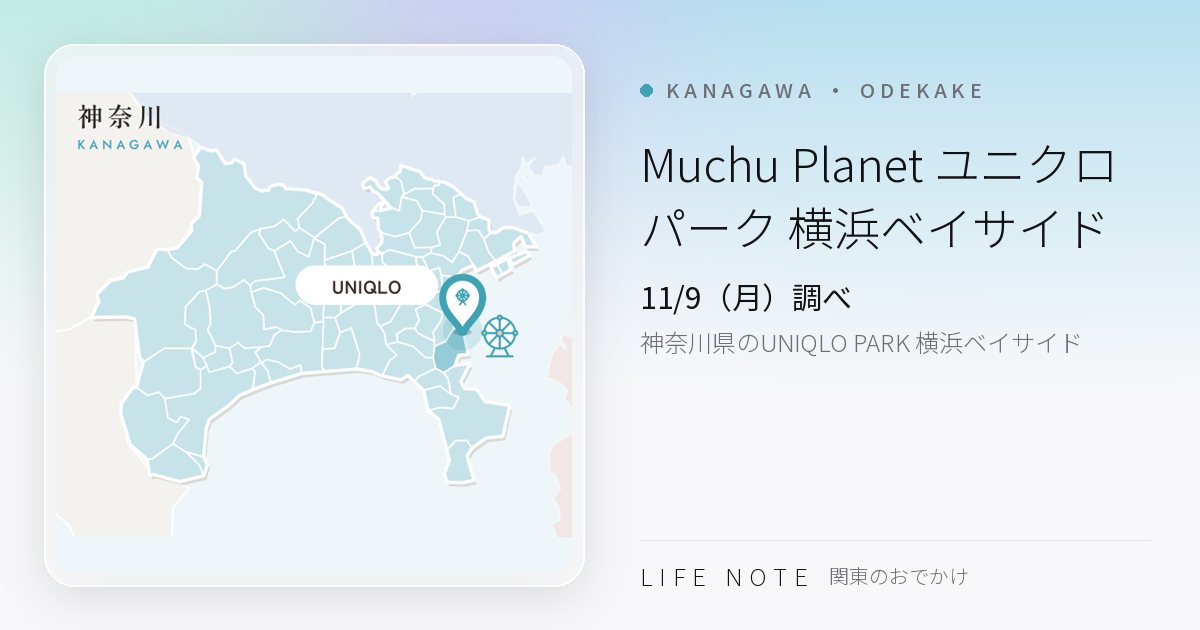 神奈川
KANAGAWA
UNIQLO
KANAGAWA • ODEKAKE
Muchu Planet ユニクロ
パーク 横浜ベイサイド
11/9（月）調べ
神奈川県のUNIQLO PARK 横浜ベイサイド
LIFE NOTE 関東のおでかけ